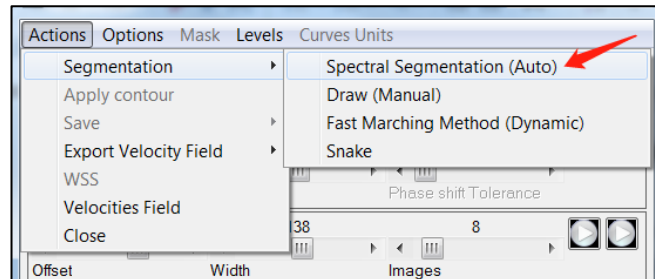 Actions Options Mask Levels Curves Units
Segmentation
Spectral Segmentation (Auto)
Apply contour
Draw (Manual)
Save
Fast Marching Method (Dynamic)
Export Velocity Field
Snake
WSS
Phase shift Tolerance
Velocities Field
Close
138 8
Offset Width Images